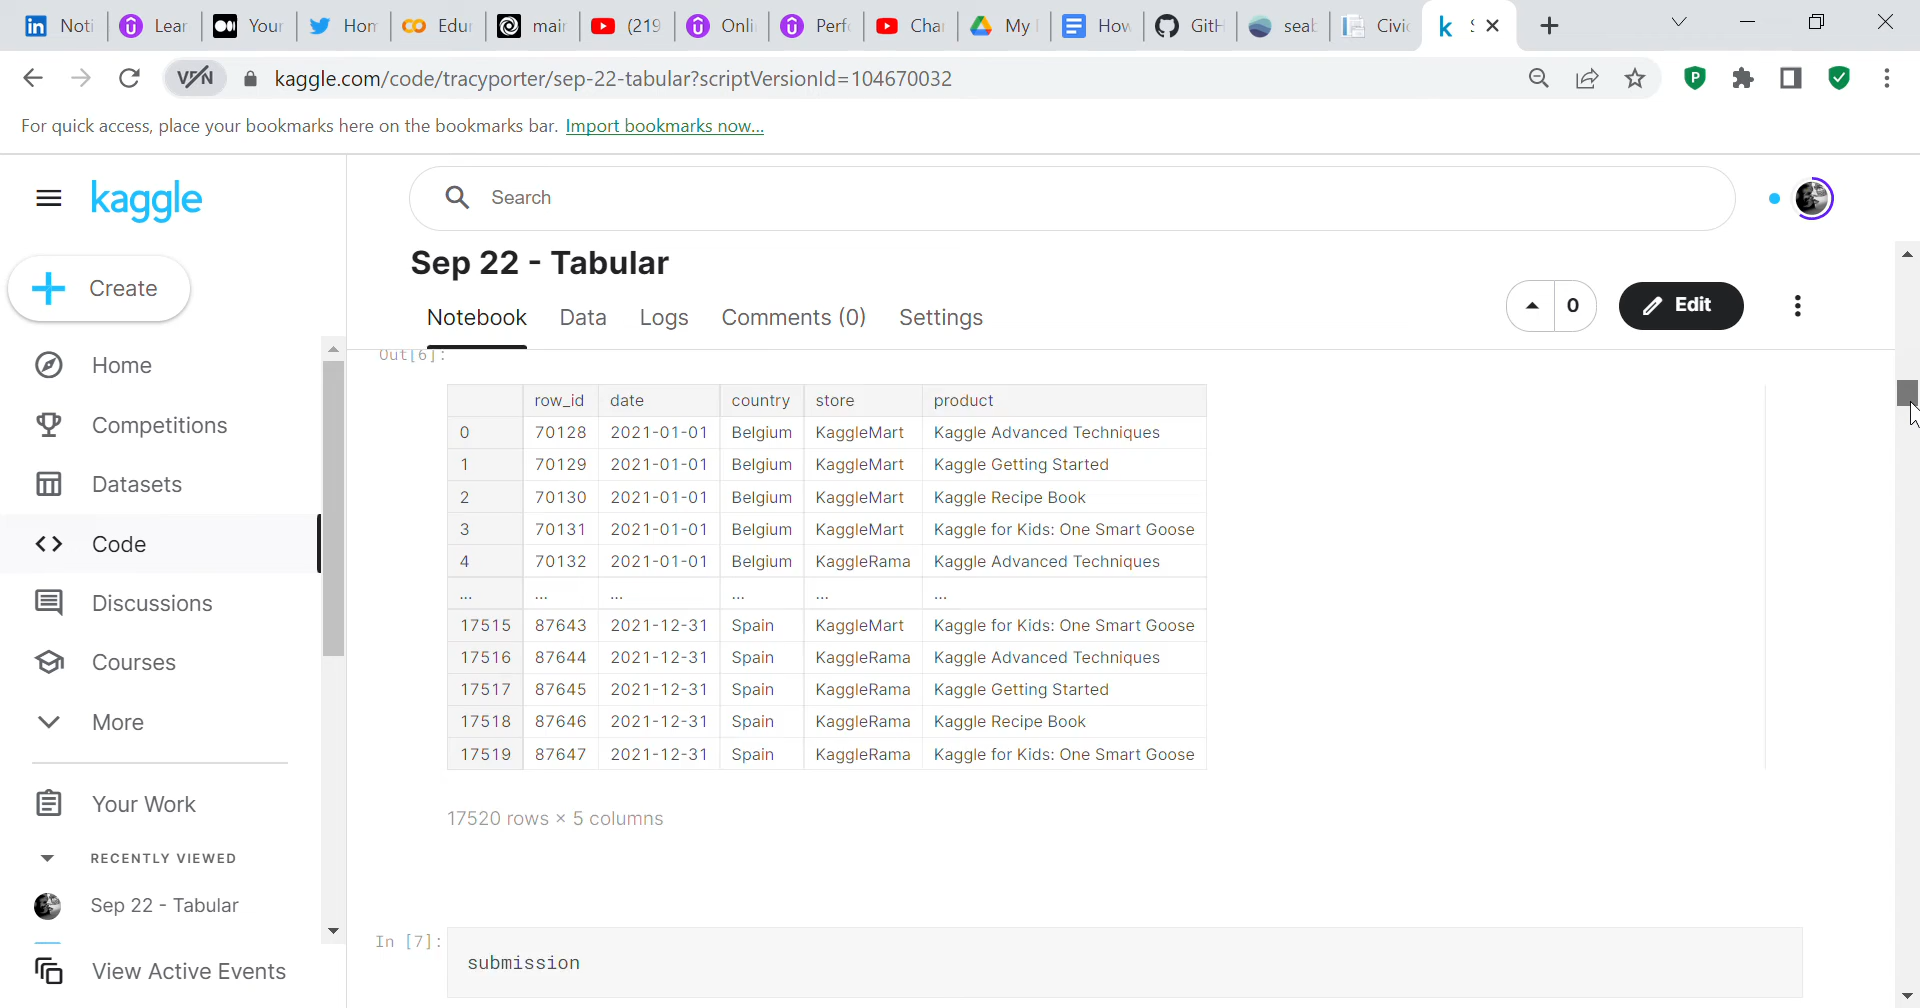 Noti Lear Your Hom Edur main (219 Onli Perf Char My How GitH seab Civic
VPN kaggle.com/code/tracyporter/sep-22-tabular?scriptVersionId=104670032
For quick access, place your bookmarks here on the bookmarks bar. Import bookmarks now...
kaggle
Search
Create
Sep 22 - Tabular
Notebook Data Logs Comments (0) Settings
0 Edit
Home
Competitions
Datasets
Code
Discussions
Courses
More
Your Work
RECENTLY VIEWED
Sep 22 - Tabular
View Active Events
Out[6]:
row_id date country store product
0 70128 2021-01-01 Belgium KaggleMart Kaggle Advanced Techniques
1 70129 2021-01-01 Belgium KaggleMart Kaggle Getting Started
2 70130 2021-01-01 Belgium KaggleMart Kaggle Recipe Book
3 70131 2021-01-01 Belgium KaggleMart Kaggle for Kids: One Smart Goose
4 70132 2021-01-01 Belgium KaggleRama Kaggle Advanced Techniques
... ... ... ... ... ...
17515 87643 2021-12-31 Spain KaggleMart Kaggle for Kids: One Smart Goose
17516 87644 2021-12-31 Spain KaggleRama Kaggle Advanced Techniques
17517 87645 2021-12-31 Spain KaggleRama Kaggle Getting Started
17518 87646 2021-12-31 Spain KaggleRama Kaggle Recipe Book
17519 87647 2021-12-31 Spain KaggleRama Kaggle for Kids: One Smart Goose
17520 rows × 5 columns
In [7]:
submission